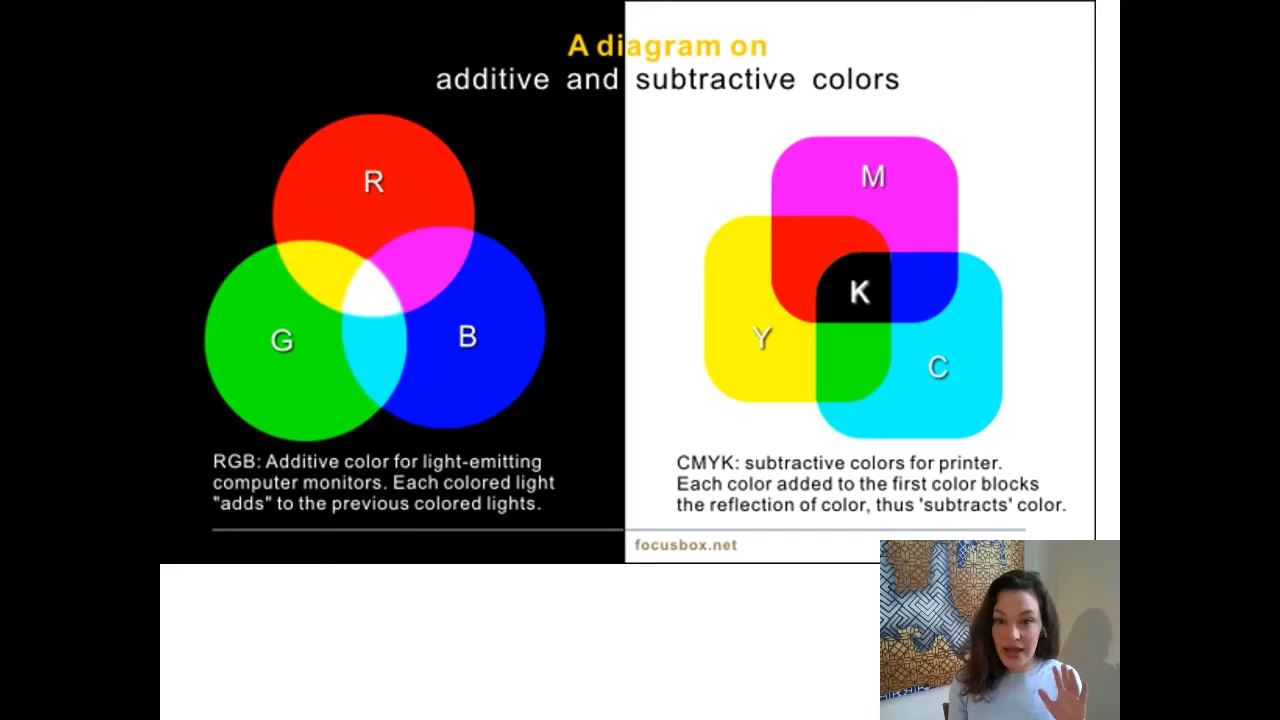 A diagram on
additive and subtractive colors
R
G
B
RGB: Additive color for light-emitting
computer monitors. Each colored light
"adds" to the previous colored lights.
M
Y
K
C
CMYK: subtractive colors for printer.
Each color added to the first color blocks
the reflection of color, thus 'subtracts' color.
focusbox.net